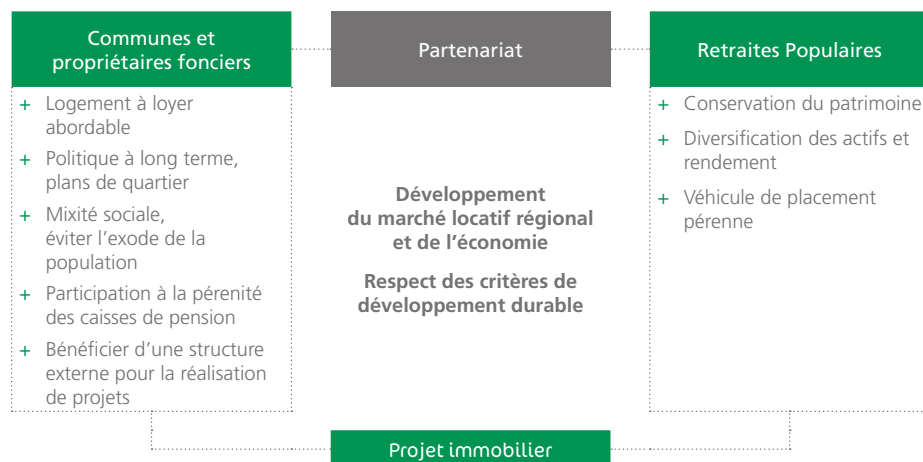 Communes et
propriétaires fonciers
+ Logement à loyer
abordable
+ Politique à long terme,
plans de quartier
+ Mixité sociale,
éviter l’exode de la
population
+ Participation à la pérenité
des caisses de pension
+ Bénéficier d’une structure
externe pour la réalisation
de projets
Partenariat
Développement
du marché locatif régional
et de l’économie
Respect des critères de
développement durable
Retraites Populaires
+ Conservation du patrimoine
+ Diversification des actifs et
rendement
+ Véhicule de placement
pérenne
Projet immobilier